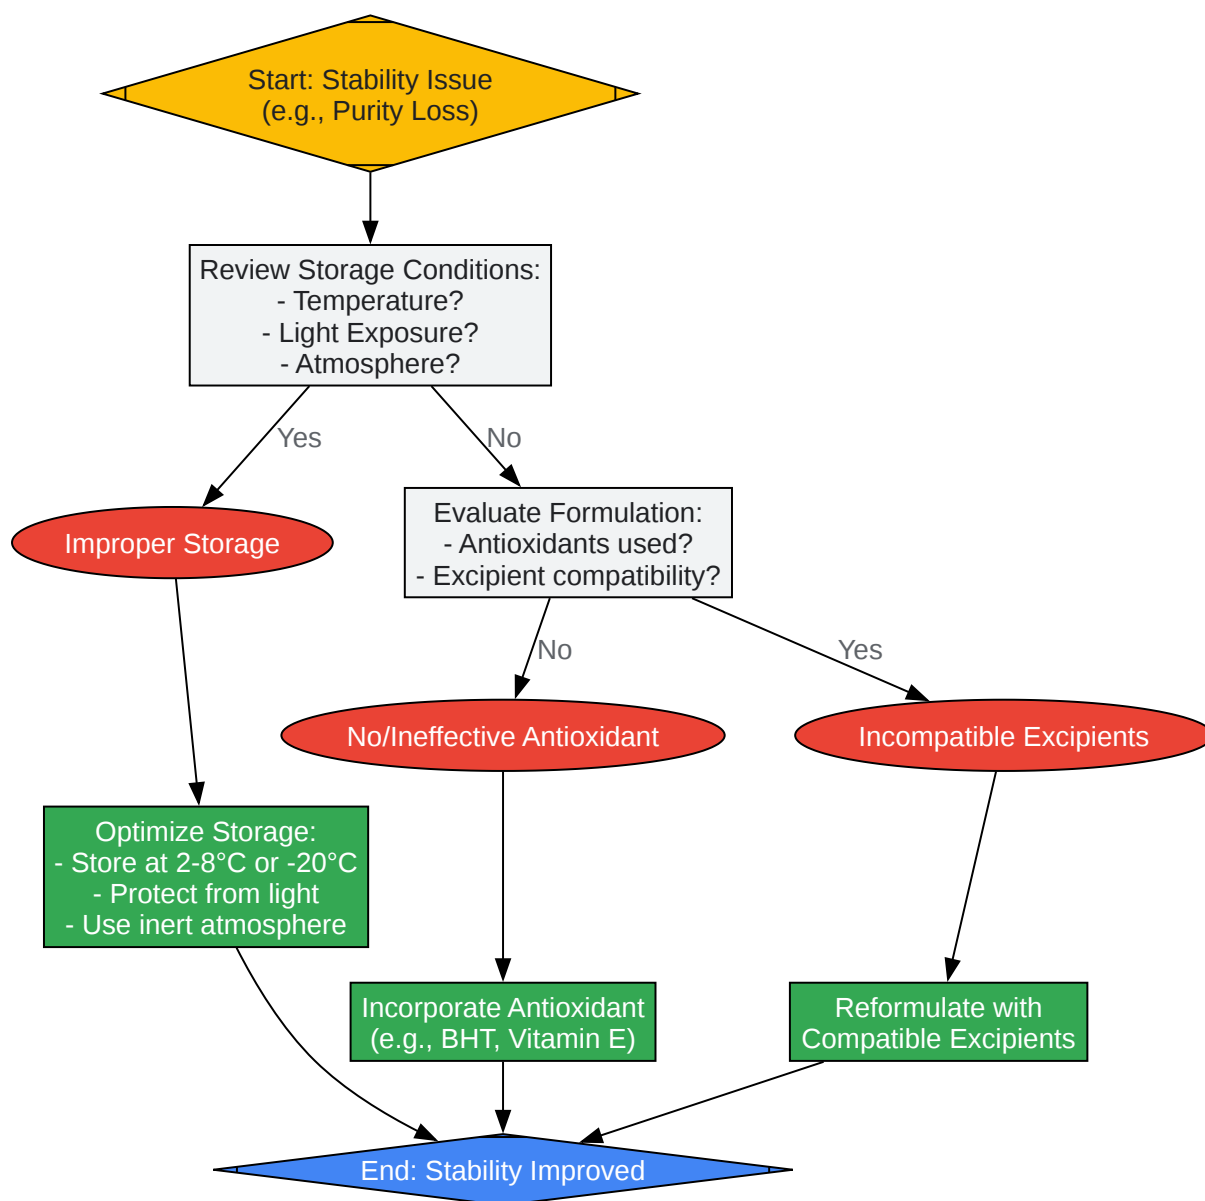 Start: Stability Issue
(e.g., Purity Loss)
Review Storage Conditions:
- Temperature?
- Light Exposure?
- Atmosphere?
Yes
No
Improper Storage
Evaluate Formulation:
- Antioxidants used?
- Excipient compatibility?
No
Yes
No/Ineffective Antioxidant
Incompatible Excipients
Optimize Storage:
- Store at 2-8°C or -20°C
- Protect from light
- Use inert atmosphere
Incorporate Antioxidant
(e.g., BHT, Vitamin E)
Reformulate with
Compatible Excipients
End: Stability Improved